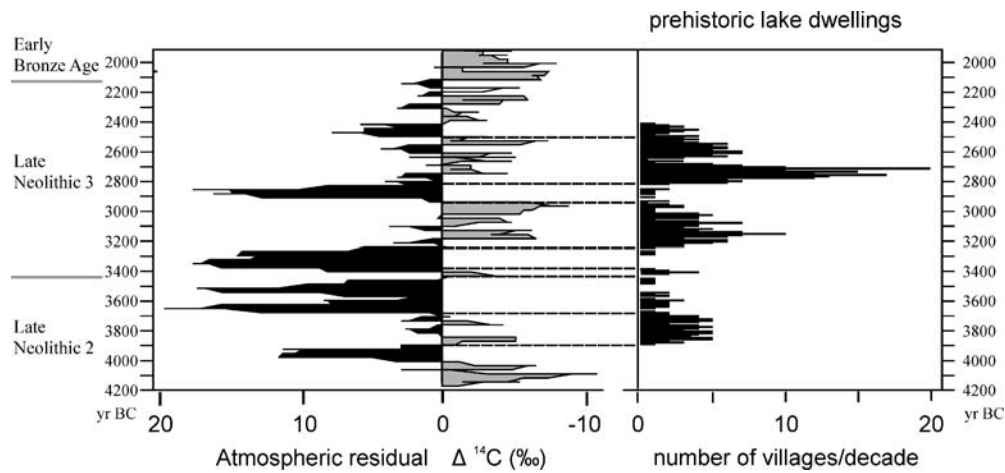 prehistoric lake dwellings
Early
Bronze Age
Late
Neolithic 3
Late
Neolithic 2
2000
2200
2400
2600
2800
3000
3200
3400
3600
3800
4000
4200
yr BC
20
10
0
-10
Atmospheric residual Δ ¹⁴C (‰)
2000
2200
2400
2600
2800
3000
3200
3400
3600
3800
4000
4200
yr BC
0
10
20
number of villages/decade